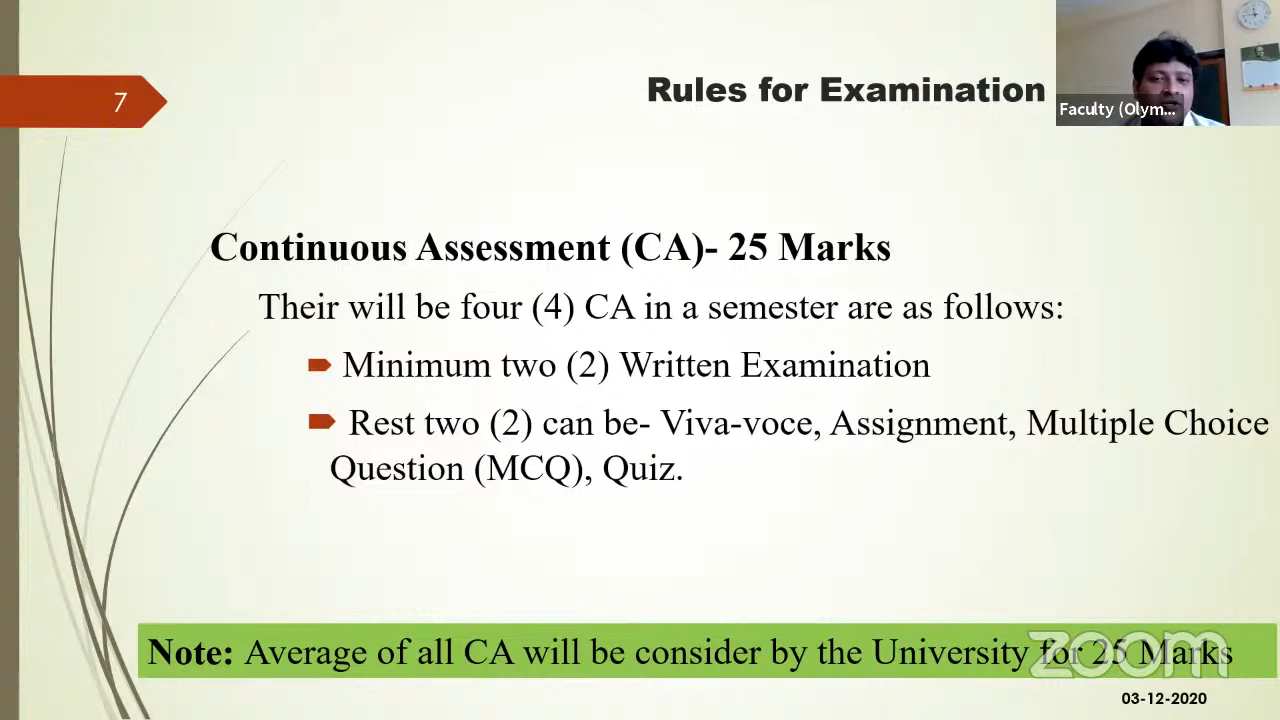 7
Rules for Examination
Faculty (Olym...
Continuous Assessment (CA)- 25 Marks
Their will be four (4) CA in a semester are as follows:
Minimum two (2) Written Examination
Rest two (2) can be- Viva-voce, Assignment, Multiple Choice
Question (MCQ), Quiz.
Note: Average of all CA will be consider by the University for 25 Marks
zoom
03-12-2020